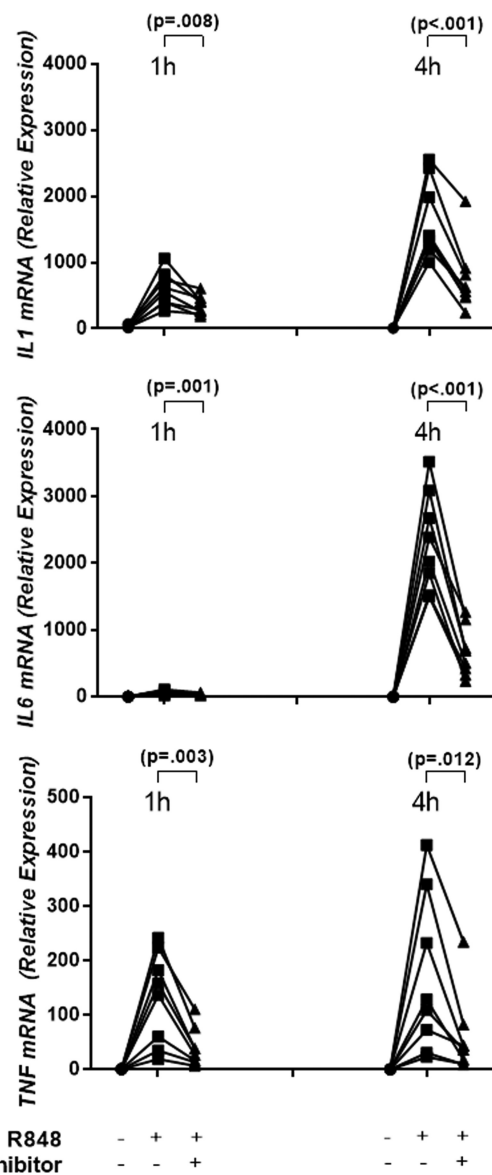 (p=.008) (p<.001)
1h 4h
IL1 mRNA (Relative Expression)
4000
3000
2000
1000
0
(p=.001) (p<.001)
1h 4h
IL6 mRNA (Relative Expression)
4000
3000
2000
1000
0
(p=.003) (p=.012)
1h 4h
TNF mRNA (Relative Expression)
500
400
300
200
100
0
R848 - + + - + +
hibitor - - + - - +